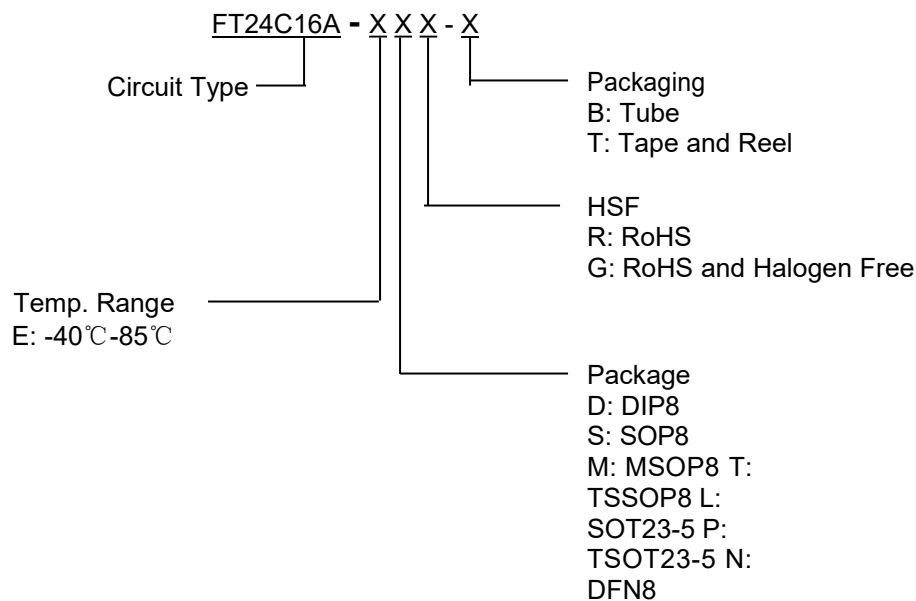 FT24C16A - X X X - X
Circuit Type
Packaging
B: Tube
T: Tape and Reel
HSF
R: RoHS
G: RoHS and Halogen Free
Temp. Range
E: -40℃-85℃
Package
D: DIP8
S: SOP8
M: MSOP8 T:
TSSOP8 L:
SOT23-5 P:
TSOT23-5 N:
DFN8